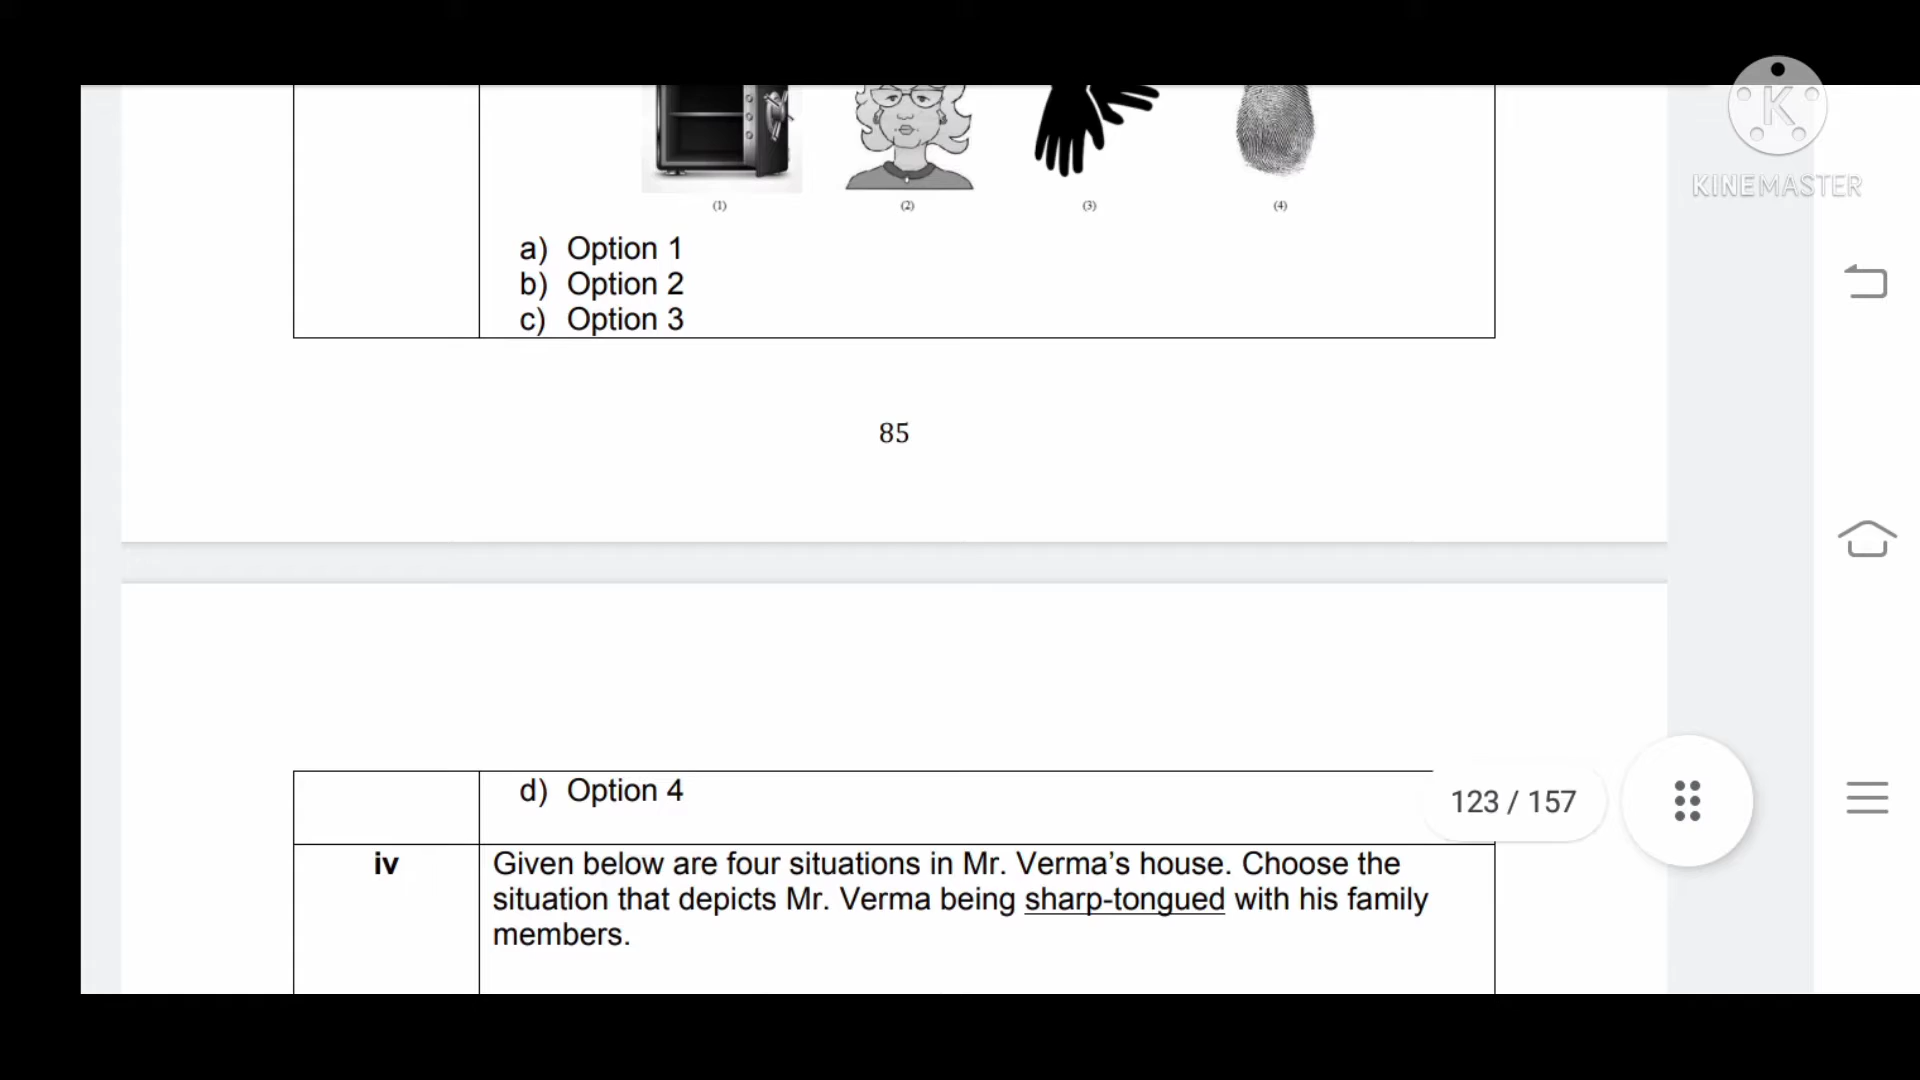 KINEMASTER
(1) (2) (3) (4)
a) Option 1
b) Option 2
c) Option 3
85
d) Option 4
123 / 157
iv Given below are four situations in Mr. Verma’s house. Choose the
situation that depicts Mr. Verma being sharp-tongued with his family
members.